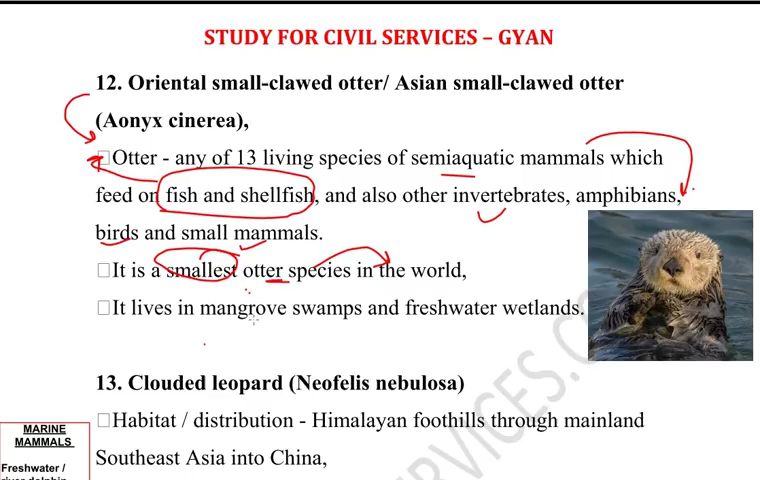 STUDY FOR CIVIL SERVICES – GYAN
12. Oriental small-clawed otter/ Asian small-clawed otter
(Aonyx cinerea),
Otter - any of 13 living species of semiaquatic mammals which
feed on fish and shellfish, and also other invertebrates, amphibians,
birds and small mammals.
It is a smallest otter species in the world,
It lives in mangrove swamps and freshwater wetlands.
13. Clouded leopard (Neofelis nebulosa)
Habitat / distribution - Himalayan foothills through mainland
Southeast Asia into China,
MARINE
MAMMALS
Freshwater /
river dolphin